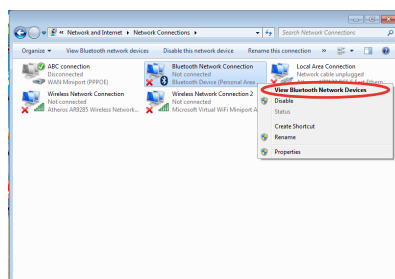 « Network and Internet ▸ Network Connections ▸
Search Network Connections
Organize ▾ View Bluetooth network devices Disable this network device Rename this connection »
ABC connection
Disconnected
WAN Miniport (PPPOE)
Bluetooth Network Connection
Not connected
Bluetooth Device (Personal Area ...
Local Area Connection
Network cable unplugged
Wireless Network Connection
Not connected
Atheros AR9285 Wireless Network...
Wireless Network Connection 2
Not connected
Microsoft Virtual WiFi Miniport A
View Bluetooth Network Devices
Disable
Status
Create Shortcut
Rename
Properties